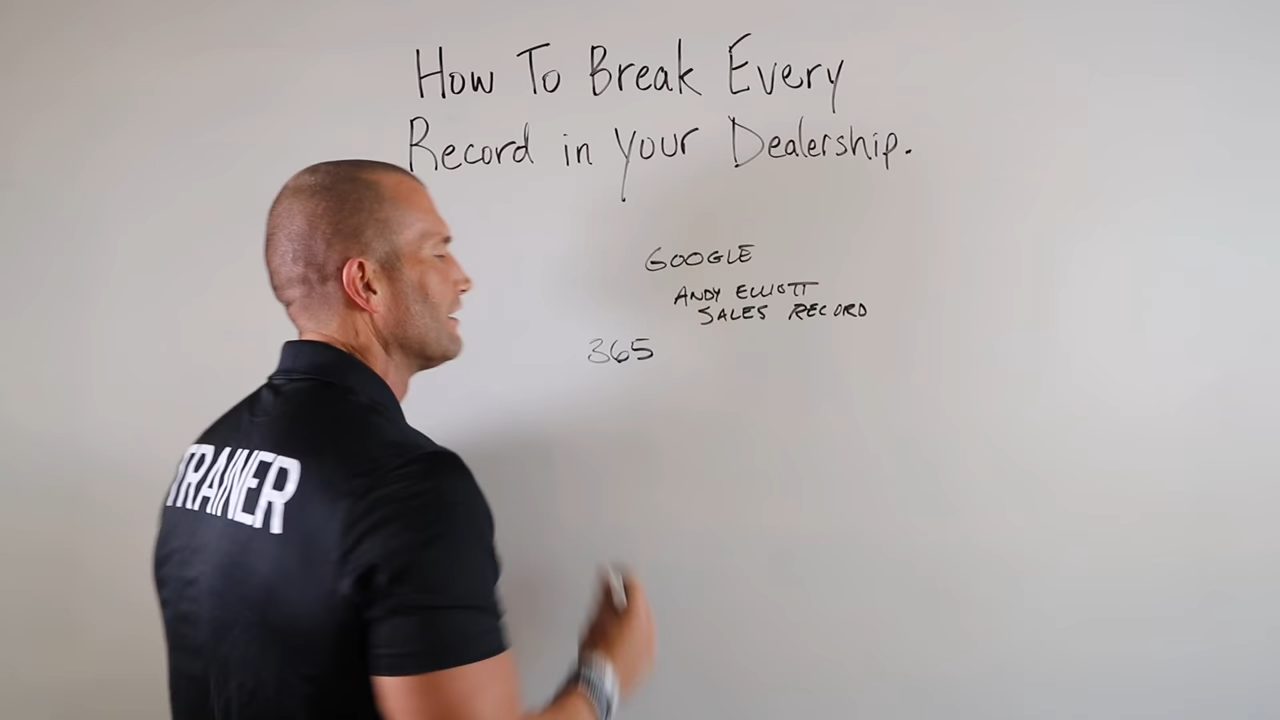 How To Break Every
Record in Your Dealership.
GOOGLE
ANDY ELLIOTT
SALES RECORD
365
TRAINER